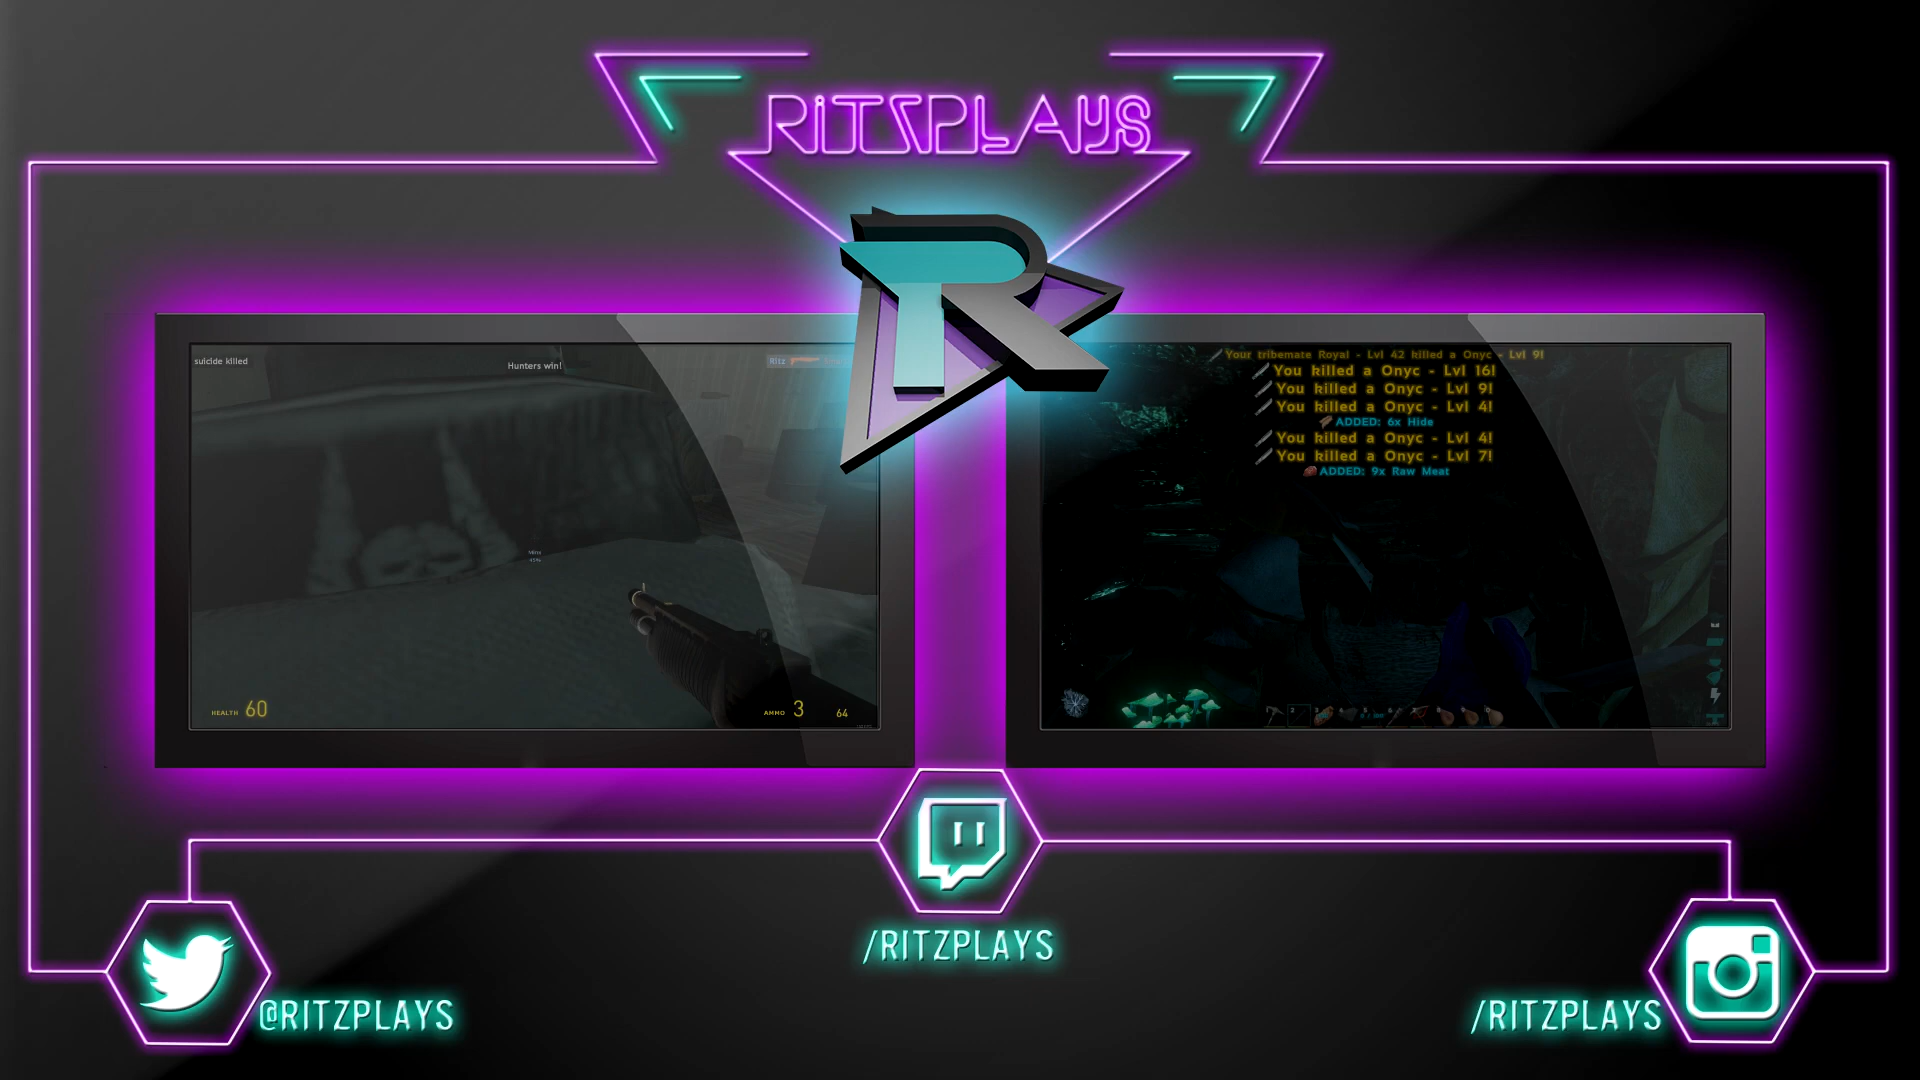 RITZPLAYS
suicide killed
Hunters win!
Ritz
HEALTH 60
AMMO 3 64
Your tribemate Royal - Lvl 42 killed a Onyc - Lvl 9!
You killed a Onyc - Lvl 16!
You killed a Onyc - Lvl 9!
You killed a Onyc - Lvl 4!
ADDED: 6x Hide
You killed a Onyc - Lvl 4!
You killed a Onyc - Lvl 7!
ADDED: 9x Raw Meat
/RITZPLAYS
@RITZPLAYS
/RITZPLAYS